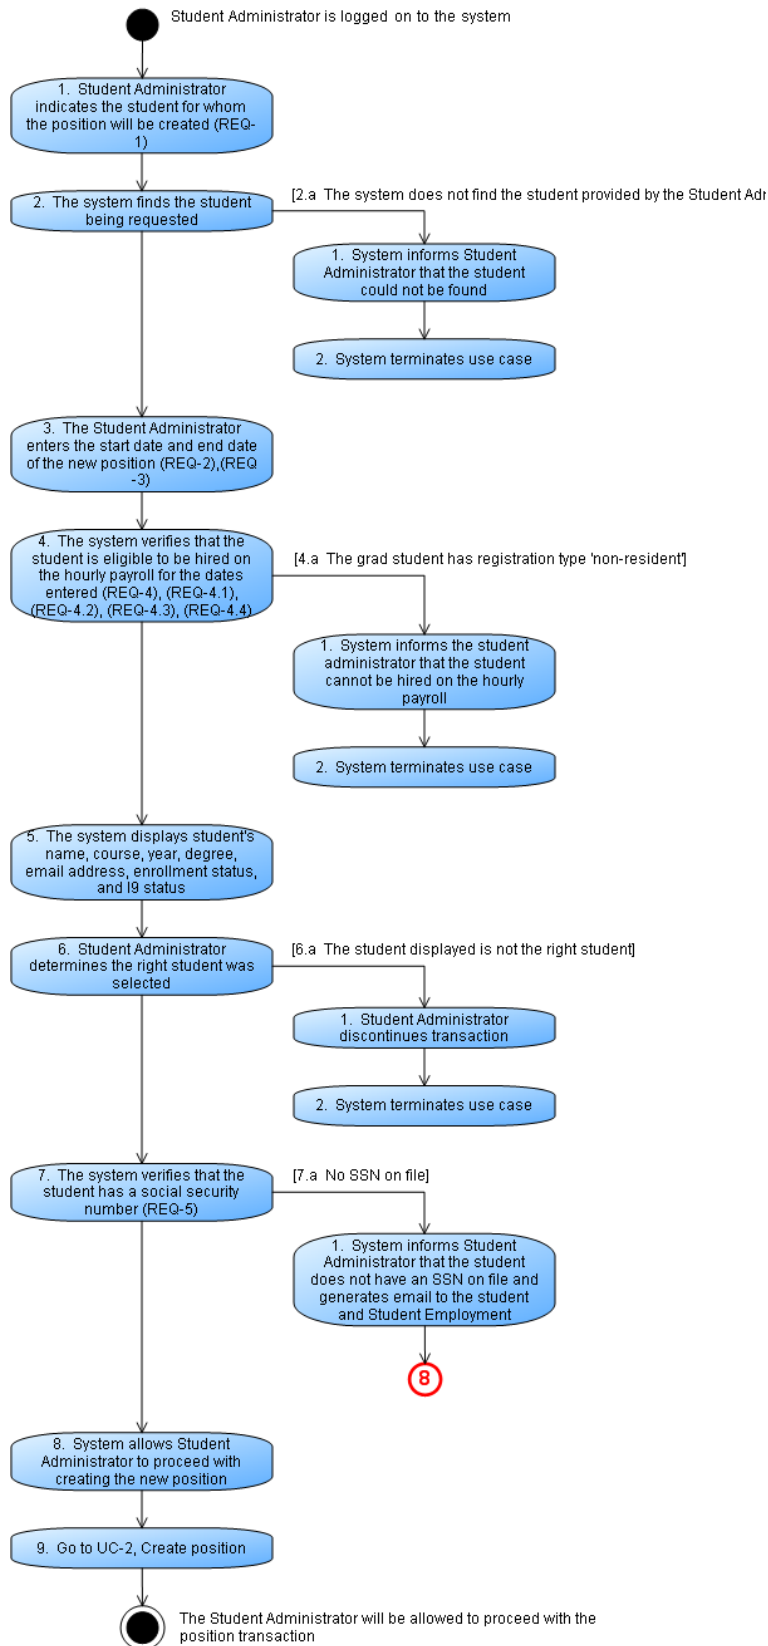 Student Administrator is logged on to the system
1. Student Administrator
indicates the student for whom
the position will be created (REQ-
1)
2. The system finds the student
being requested
[2.a The system does not find the student provided by the Student Adr
1. System informs Student
Administrator that the student
could not be found
2. System terminates use case
3. The Student Administrator
enters the start date and end date
of the new position (REQ-2),(REQ
-3)
4. The system verifies that the
student is eligible to be hired on
the hourly payroll for the dates
entered (REQ-4), (REQ-4.1),
(REQ-4.2), (REQ-4.3), (REQ-4.4)
[4.a The grad student has registration type 'non-resident']
1. System informs the student
administrator that the student
cannot be hired on the hourly
payroll
2. System terminates use case
5. The system displays student's
name, course, year, degree,
email address, enrollment status,
and I9 status
6. Student Administrator
determines the right student was
selected
[6.a The student displayed is not the right student]
1. Student Administrator
discontinues transaction
2. System terminates use case
7. The system verifies that the
student has a social security
number (REQ-5)
[7.a No SSN on file]
1. System informs Student
Administrator that the student
does not have an SSN on file and
generates email to the student
and Student Employment
8
8. System allows Student
Administrator to proceed with
creating the new position
9. Go to UC-2, Create position
The Student Administrator will be allowed to proceed with the
position transaction